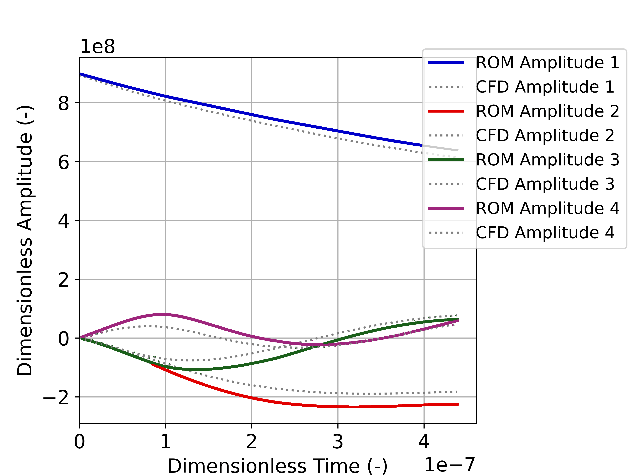 1e8
ROM Amplitude 1
CFD Amplitude 1
ROM Amplitude 2
CFD Amplitude 2
ROM Amplitude 3
CFD Amplitude 3
ROM Amplitude 4
CFD Amplitude 4
Dimensionless Amplitude (-)
8
6
4
2
0
−2
0 1 2 3 4
Dimensionless Time (-)
1e−7